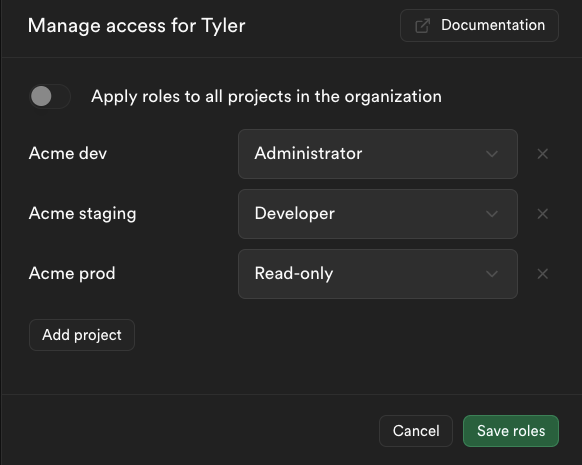 Manage access for Tyler
Documentation
Apply roles to all projects in the organization
Acme dev
Administrator
Acme staging
Developer
Acme prod
Read-only
Add project
Cancel
Save roles